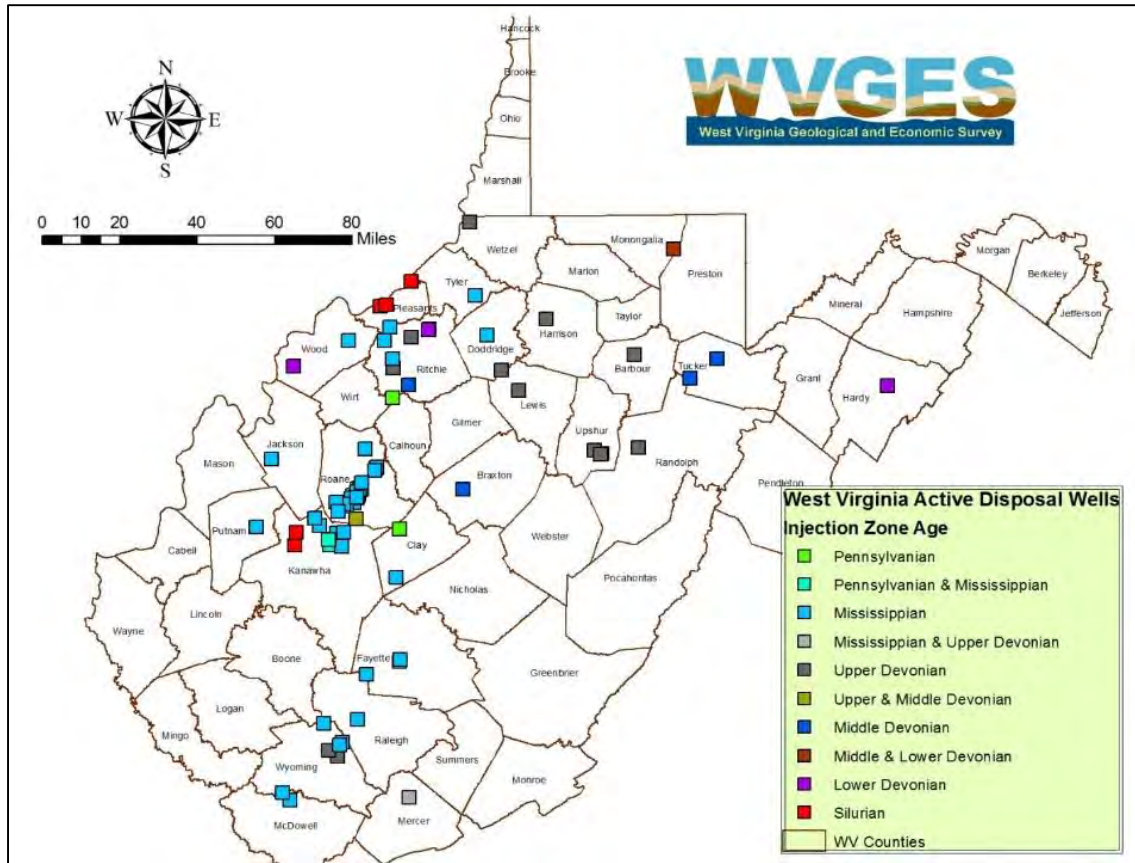 Hancock
Brooke
Ohio
Marshall
N
W E
S
WVGES
West Virginia Geological and Economic Survey
0 20 40 60 80
Miles
Wetzel
Monongalia
Morgan
Berkeley
Jefferson
Marion
Preston
Tyler
Pleasants
Mineral
Hampshire
Taylor
Harrison
Doddridge
Wood
Ritchie
Barbour
Tucker
Grant
Hardy
Wirt
Lewis
Gilmer
Upshur
Randolph
Calhoun
Jackson
Mason
Roane
Braxton
Pendleton
Putnam
Clay
Webster
Cabell
Kanawha
Nicholas
Pocahontas
Lincoln
Wayne
Boone
Fayette
Greenbrier
Logan
Mingo
Raleigh
Summers
Monroe
Wyoming
McDowell
Mercer
West Virginia Active Disposal Wells
Injection Zone Age
Pennsylvanian
Pennsylvanian & Mississippian
Mississippian
Mississippian & Upper Devonian
Upper Devonian
Upper & Middle Devonian
Middle Devonian
Middle & Lower Devonian
Lower Devonian
Silurian
WV Counties